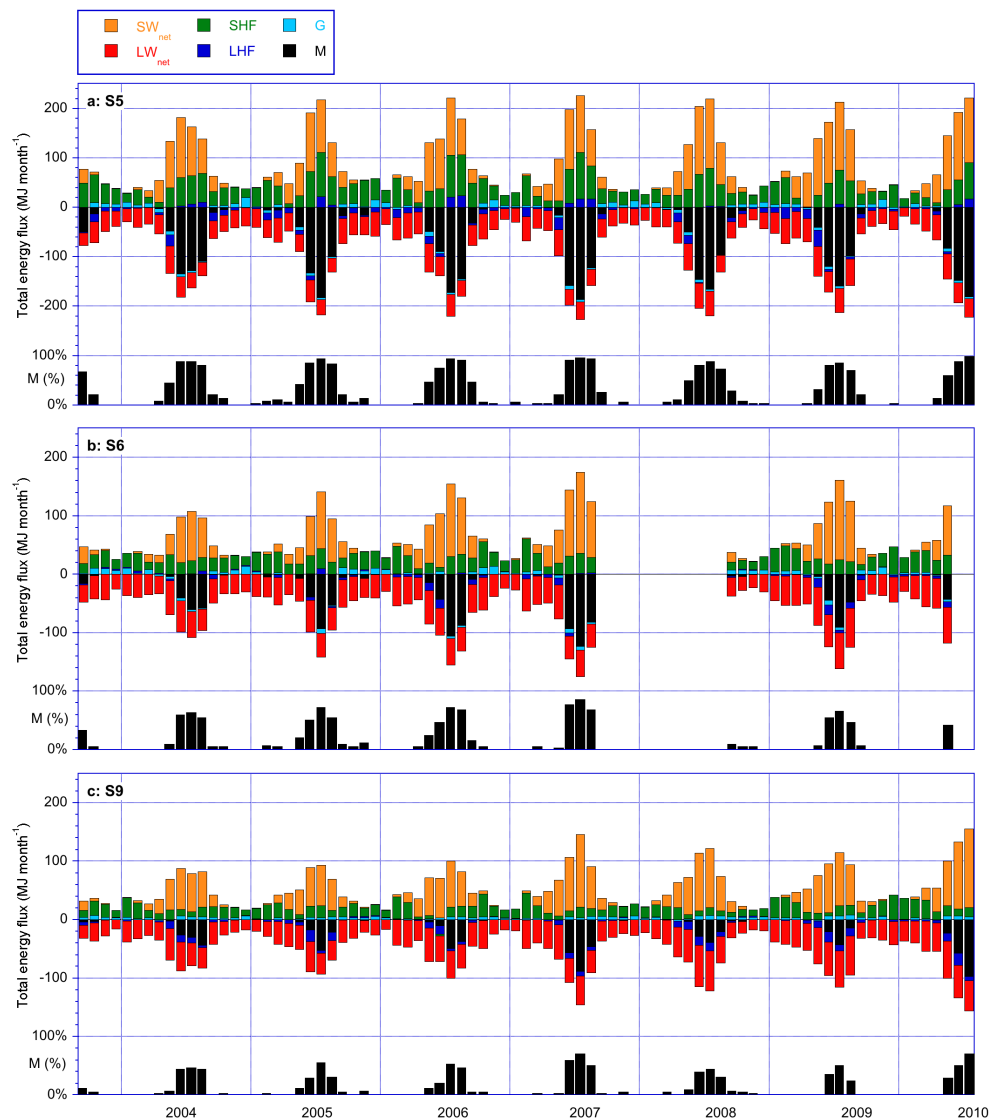 SWnet SHF G
LWnet LHF M
a: S5
Total energy flux (MJ month-1)
200
100
0
-100
-200
100%
M (%)
0%
b: S6
Total energy flux (MJ month-1)
200
100
0
-100
100%
M (%)
0%
c: S9
Total energy flux (MJ month-1)
200
100
0
-100
100%
M (%)
0%
2004 2005 2006 2007 2008 2009 2010